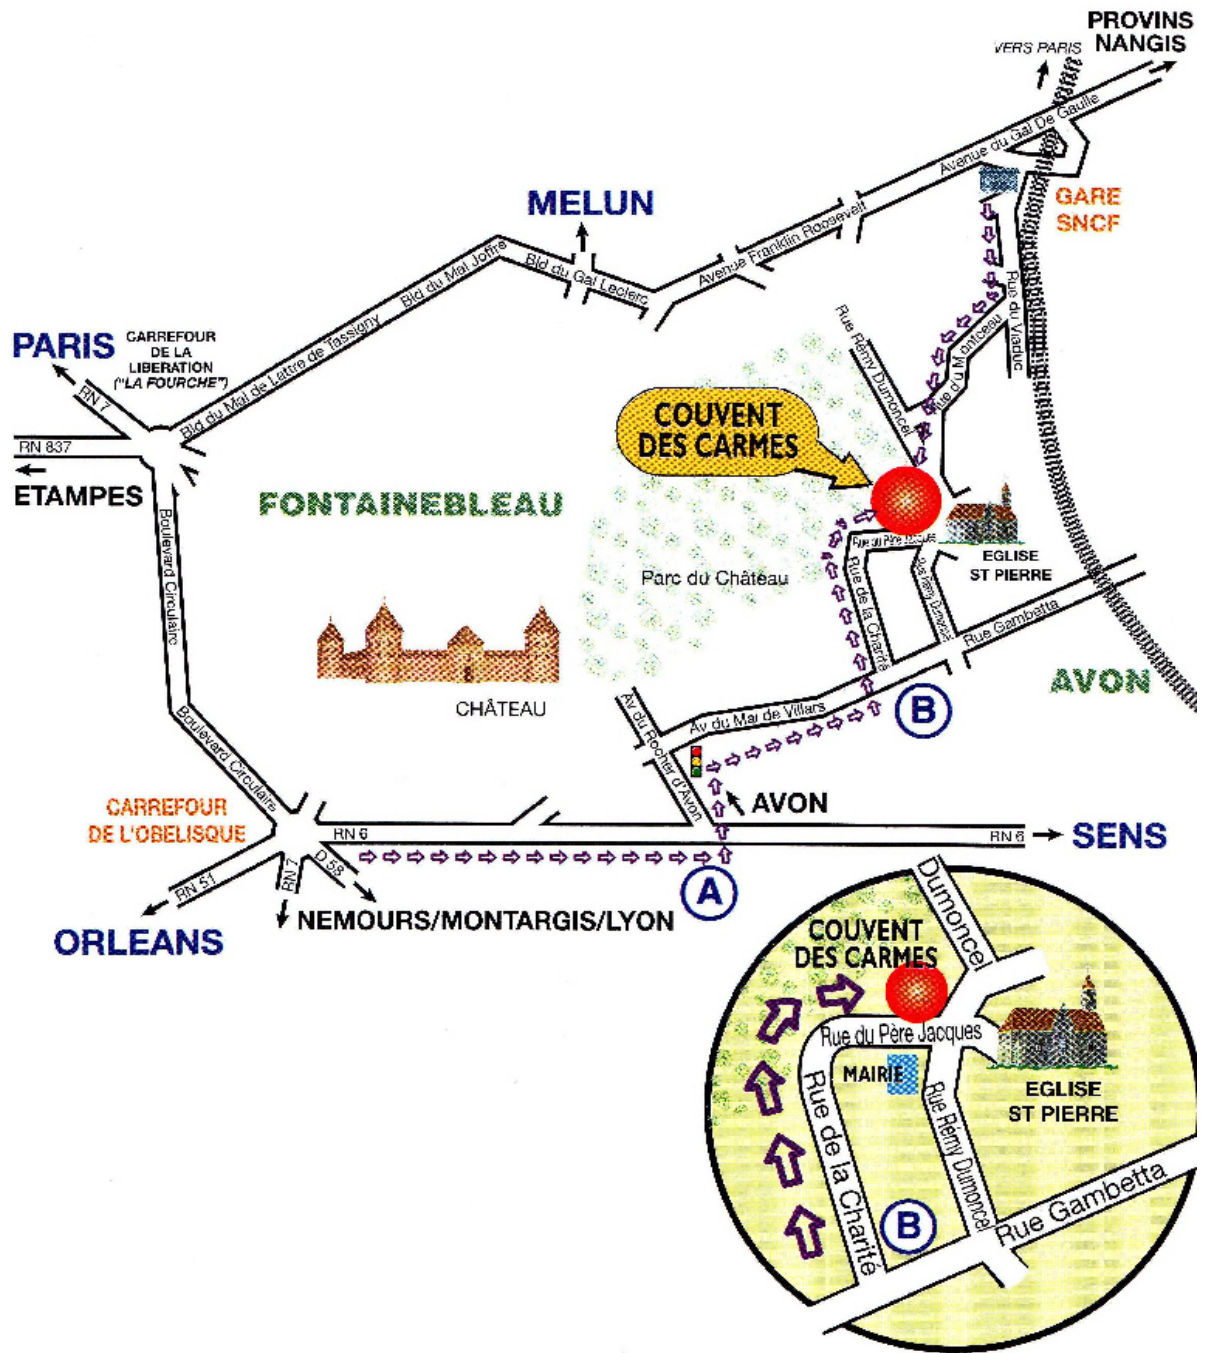 PROVINS
NANGIS
VERS PARIS
Avenue du Gal De Gaulle
GARE
SNCF
MELUN
Avenue Franklin Roosevelt
Bld du Gal Leclerc
Bld du Mal Joffre
Bld du Mal de Lattre de Tassigny
PARIS
CARREFOUR
DE LA
LIBERATION
("LA FOURCHE")
RN 7
RN 837
ETAMPES
Rue du Viaduc
Rue du Montceau
Rue Rémy Dumoncel
COUVENT
DES CARMES
FONTAINEBLEAU
Boulevard Circulaire
Rue du Père Jacques
EGLISE
ST PIERRE
Parc du Château
Rue de la Charité
Rue Rémy Dumoncel
Rue Gambetta
AVON
CHÂTEAU
Av du Rocher d'Avon
Av du Mal de Villars
B
Boulevard Circulaire
CARREFOUR
DE L'OBELISQUE
AVON
RN 6
RN 6
SENS
RN 51
RN 7
D 58
A
ORLEANS
NEMOURS/MONTARGIS/LYON
Dumoncel
COUVENT
DES CARMES
Rue du Père Jacques
MAIRIE
EGLISE
ST PIERRE
Rue de la Charité
Rue Rémy Dumoncel
B
Rue Gambetta